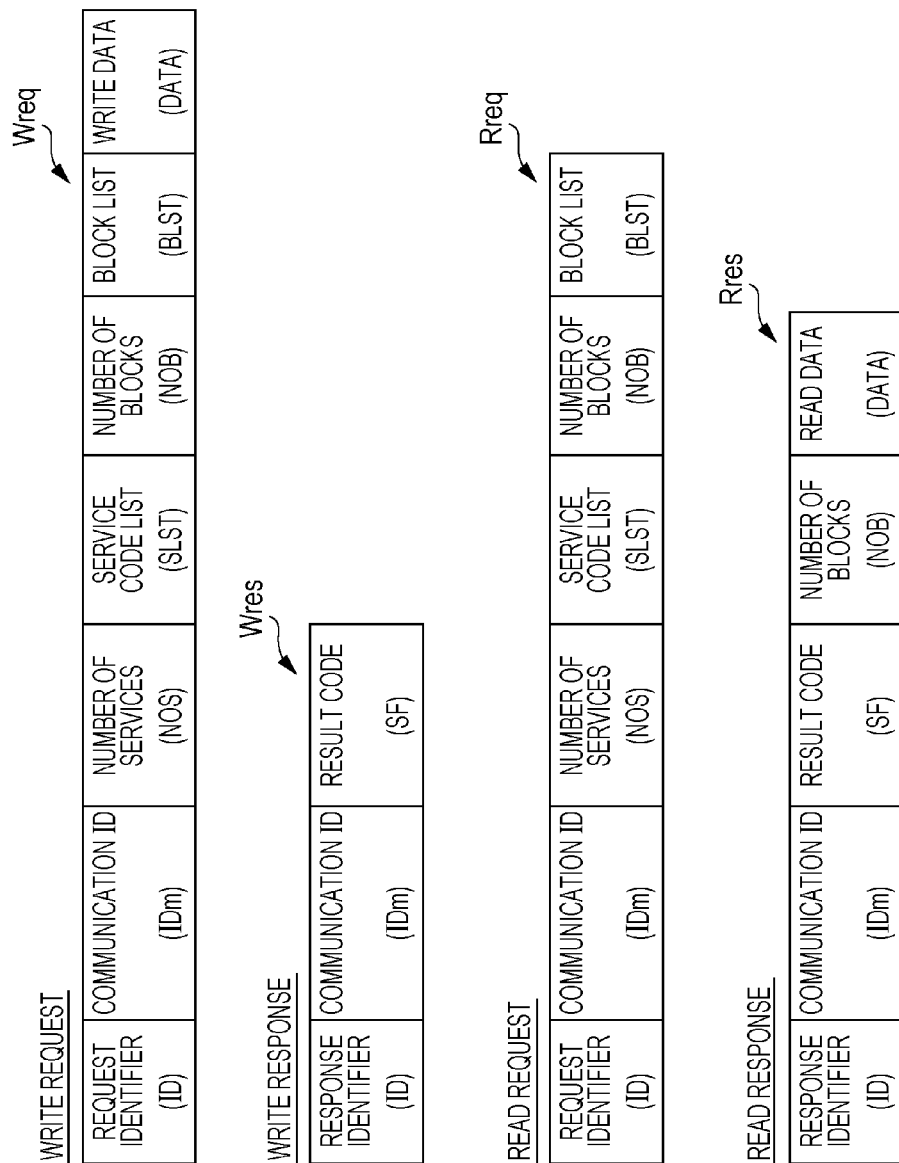 WRITE REQUEST
Wreq
REQUEST
IDENTIFIER
(ID)
COMMUNICATION ID
(IDm)
NUMBER OF
SERVICES
(NOS)
SERVICE
CODE LIST
(SLST)
NUMBER OF
BLOCKS
(NOB)
BLOCK LIST
(BLST)
WRITE DATA
(DATA)
WRITE RESPONSE
Wres
RESPONSE
IDENTIFIER
(ID)
COMMUNICATION ID
(IDm)
RESULT CODE
(SF)
READ REQUEST
Rreq
REQUEST
IDENTIFIER
(ID)
COMMUNICATION ID
(IDm)
NUMBER OF
SERVICES
(NOS)
SERVICE
CODE LIST
(SLST)
NUMBER OF
BLOCKS
(NOB)
BLOCK LIST
(BLST)
READ RESPONSE
Rres
RESPONSE
IDENTIFIER
(ID)
COMMUNICATION ID
(IDm)
RESULT CODE
(SF)
NUMBER OF
BLOCKS
(NOB)
READ DATA
(DATA)